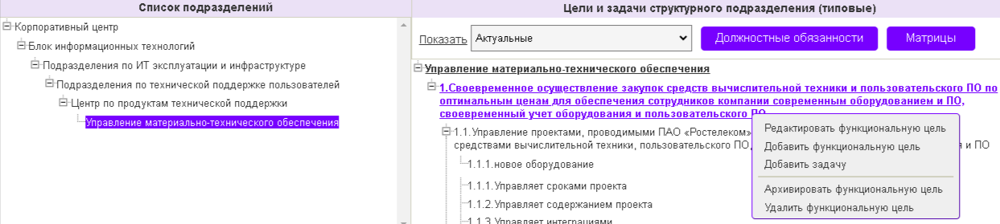 Список подразделений
Корпоративный центр
Блок информационных технологий
Подразделения по ИТ эксплуатации и инфраструктуре
Подразделения по технической поддержке пользователей
Центр по продуктам технической поддержки
Управление материально-технического обеспечения
Цели и задачи структурного подразделения (типовые)
Показать Актуальные Должностные обязанности Матрицы
Управление материально-технического обеспечения
1.Своевременное осуществление закупок средств вычислительной техники и пользовательского ПО по
оптимальным ценам для обеспечения сотрудников компании современным оборудованием и ПО,
своевременный учет оборудования и пользовательского ПО
1.1.Управление проектами, проводимыми ПАО «Ростелеком»
средствами вычислительной техники, пользовательского ПО, я и ПО
1.1.1.новое оборудование
1.1.1.Управляет сроками проекта
1.1.2.Управляет содержанием проекта
1.1.3.Управляет интеграциями
Редактировать функциональную цель
Добавить функциональную цель
Добавить задачу
Архивировать функциональную цель
Удалить функциональную цель